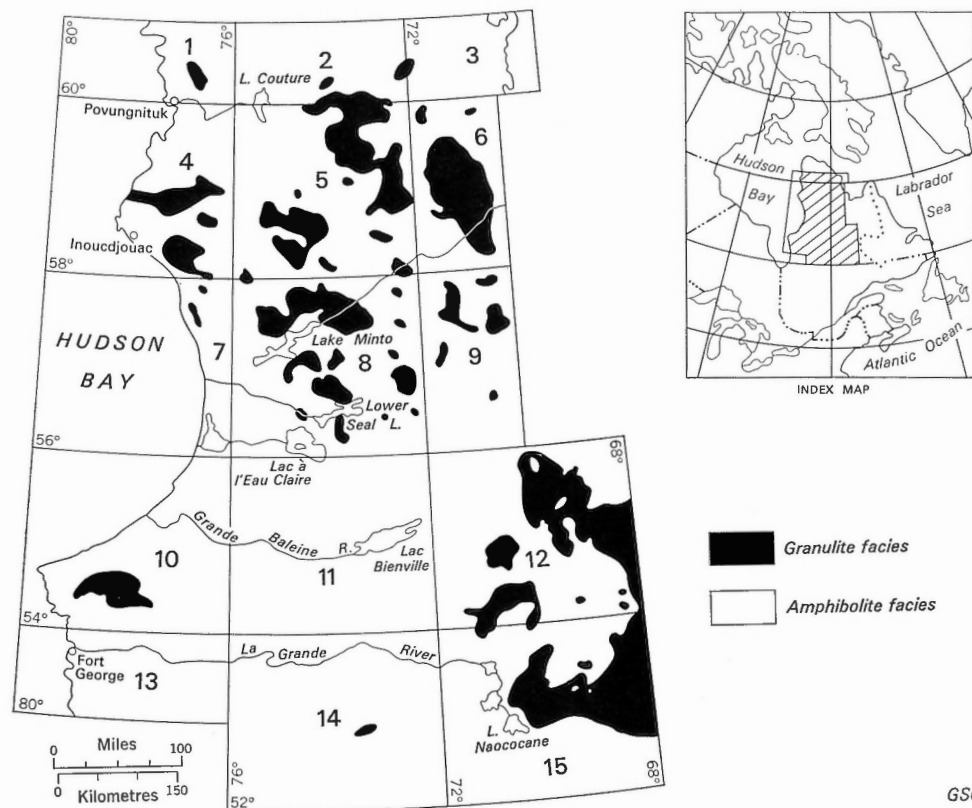 80°
76°
72°
1
2
3
L. Couture
60°
Povungnituk
4
5
6
Inoucdjouac
58°
HUDSON
BAY
7
Lake Minto
8
9
Lower
Seal L.
56°
Lac à
l'Eau Claire
68°
Grande Baleine R.
Lac
Bienville
10
11
12
54°
Fort
George
La Grande River
13
14
L.
Naococane
15
80°
76°
52°
72°
68°
Miles
0 100
0 150
Kilometres
Hudson
Bay
Labrador
Sea
Atlantic Ocean
INDEX MAP
Granulite facies
Amphibolite facies